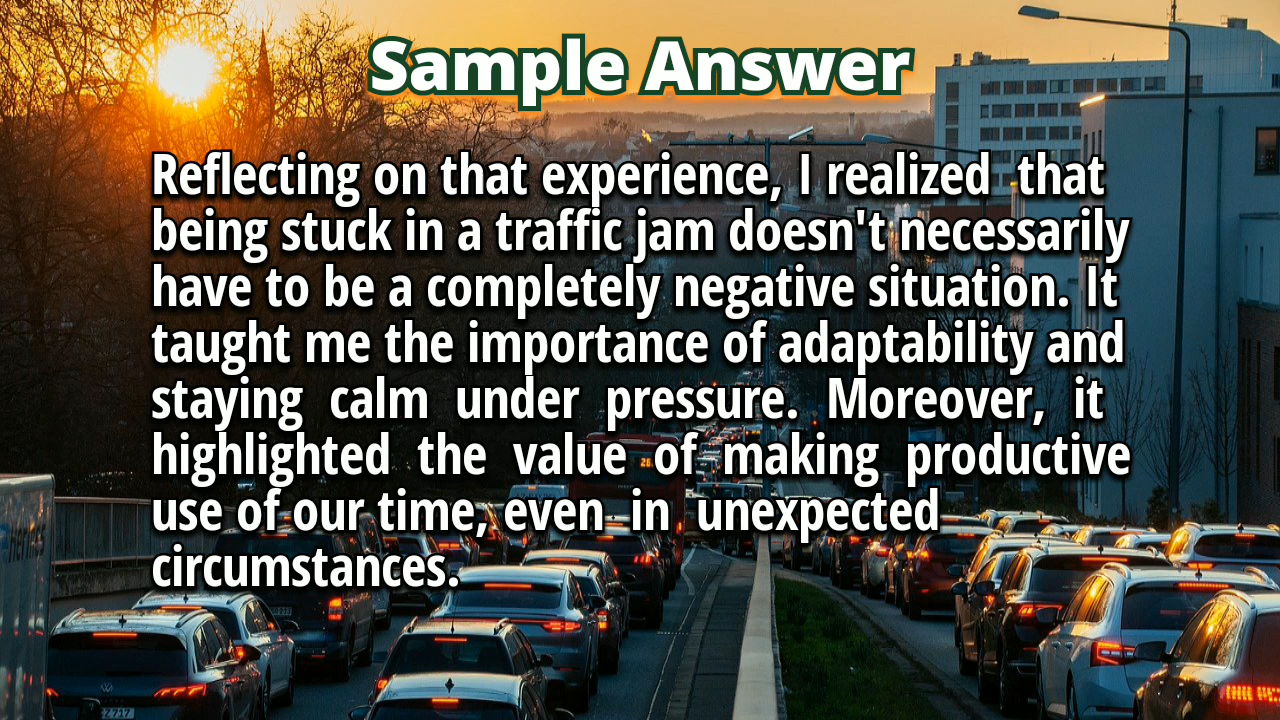 Sample Answer
Reflecting on that experience, I realized that
being stuck in a traffic jam doesn't necessarily
have to be a completely negative situation. It
taught me the importance of adaptability and
staying calm under pressure. Moreover, it
highlighted the value of making productive
use of our time, even in unexpected
circumstances.